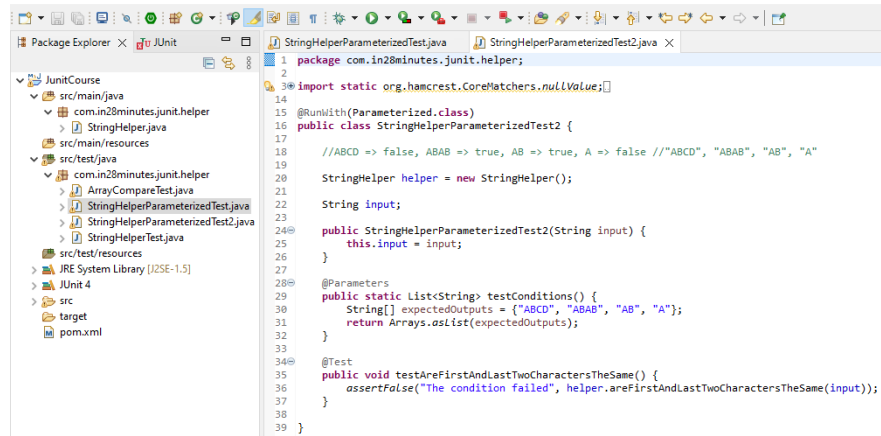 Package Explorer
JUnit
JunitCourse
src/main/java
com.in28minutes.junit.helper
StringHelper.java
src/main/resources
src/test/java
com.in28minutes.junit.helper
ArrayCompareTest.java
StringHelperParameterizedTest.java
StringHelperParameterizedTest2.java
StringHelperTest.java
src/test/resources
JRE System Library [J2SE-1.5]
JUnit 4
src
target
pom.xml
StringHelperParameterizedTest.java
StringHelperParameterizedTest2.java
1 package com.in28minutes.junit.helper;
2
3 import static org.hamcrest.CoreMatchers.nullValue;
14
15 @RunWith(Parameterized.class)
16 public class StringHelperParameterizedTest2 {
17
18 //ABCD => false, ABAB => true, AB => true, A => false //"ABCD", "ABAB", "AB", "A"
19
20 StringHelper helper = new StringHelper();
21
22 String input;
23
24 public StringHelperParameterizedTest2(String input) {
25 this.input = input;
26 }
27
28 @Parameters
29 public static List<String> testConditions() {
30 String[] expectedOutputs = {"ABCD", "ABAB", "AB", "A"};
31 return Arrays.asList(expectedOutputs);
32 }
33
34 @Test
35 public void testAreFirstAndLastTwoCharactersTheSame() {
36 assertFalse("The condition failed", helper.areFirstAndLastTwoCharactersTheSame(input));
37 }
38
39 }